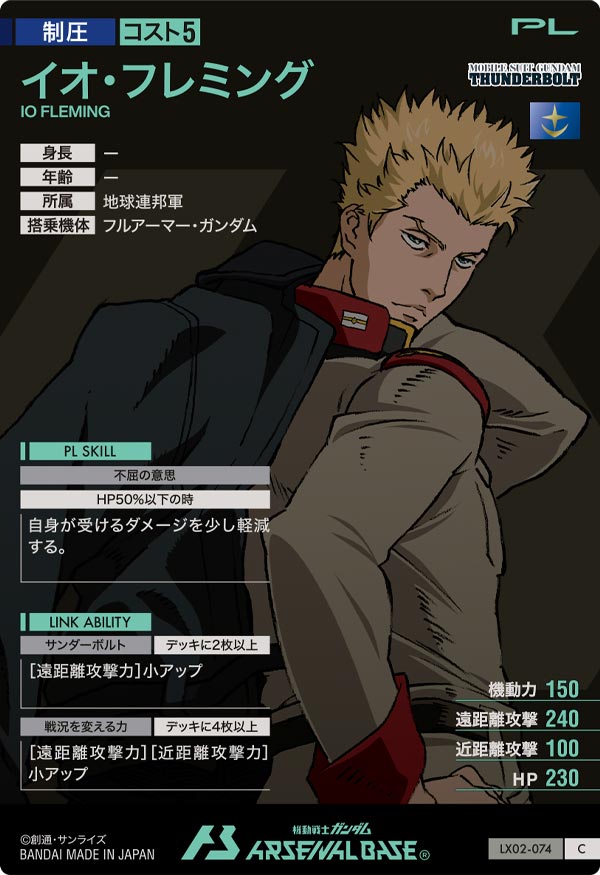 制圧 コスト5
PL
イオ・フレミング
IO FLEMING
MOBILE SUIT GUNDAM
THUNDERBOLT
身長 ー
年齢 ー
所属 地球連邦軍
搭乗機体 フルアーマー・ガンダム
PL SKILL
不屈の意思
HP50%以下の時
自身が受けるダメージを少し軽減
する。
LINK ABILITY
サンダーボルト デッキに2枚以上
[遠距離攻撃力]小アップ
戦況を変える力 デッキに4枚以上
[遠距離攻撃力][近距離攻撃力]
小アップ
機動力 150
遠距離攻撃 240
近距離攻撃 100
HP 230
©創通・サンライズ
BANDAI MADE IN JAPAN
機動戦士ガンダム
ARSENAL BASE®
LX02-074 C